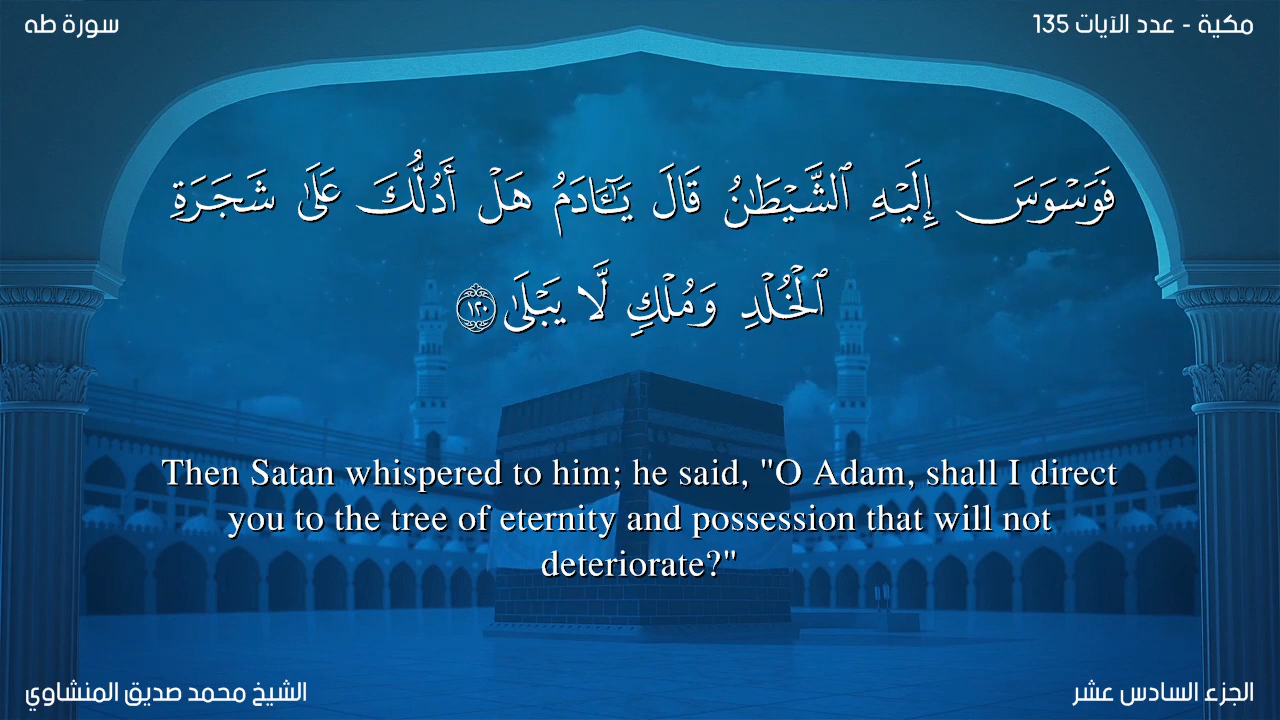 مكية - عدد الآيات 135
سورة طه
فَوَسْوَسَ إِلَيْهِ ٱلشَّيْطَٰنُ قَالَ يَٰٓـَٔادَمُ هَلْ أَدُلُّكَ عَلَىٰ شَجَرَةِ
ٱلْخُلْدِ وَمُلْكٍ لَّا يَبْلَىٰ ١٢٠
Then Satan whispered to him; he said, "O Adam, shall I direct
you to the tree of eternity and possession that will not
deteriorate?"
الجزء السادس عشر
الشيخ محمد صديق المنشاوي